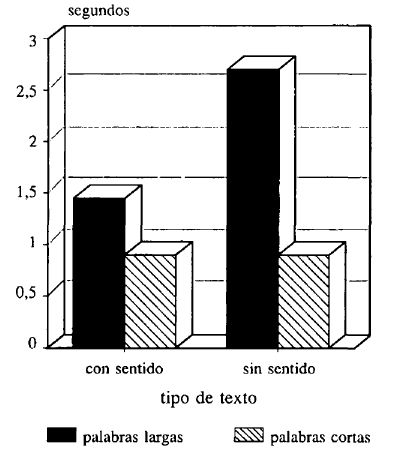 segundos
3
2,5
2
1,5
1
0,5
0
con sentido
sin sentido
tipo de texto
palabras largas
palabras cortas